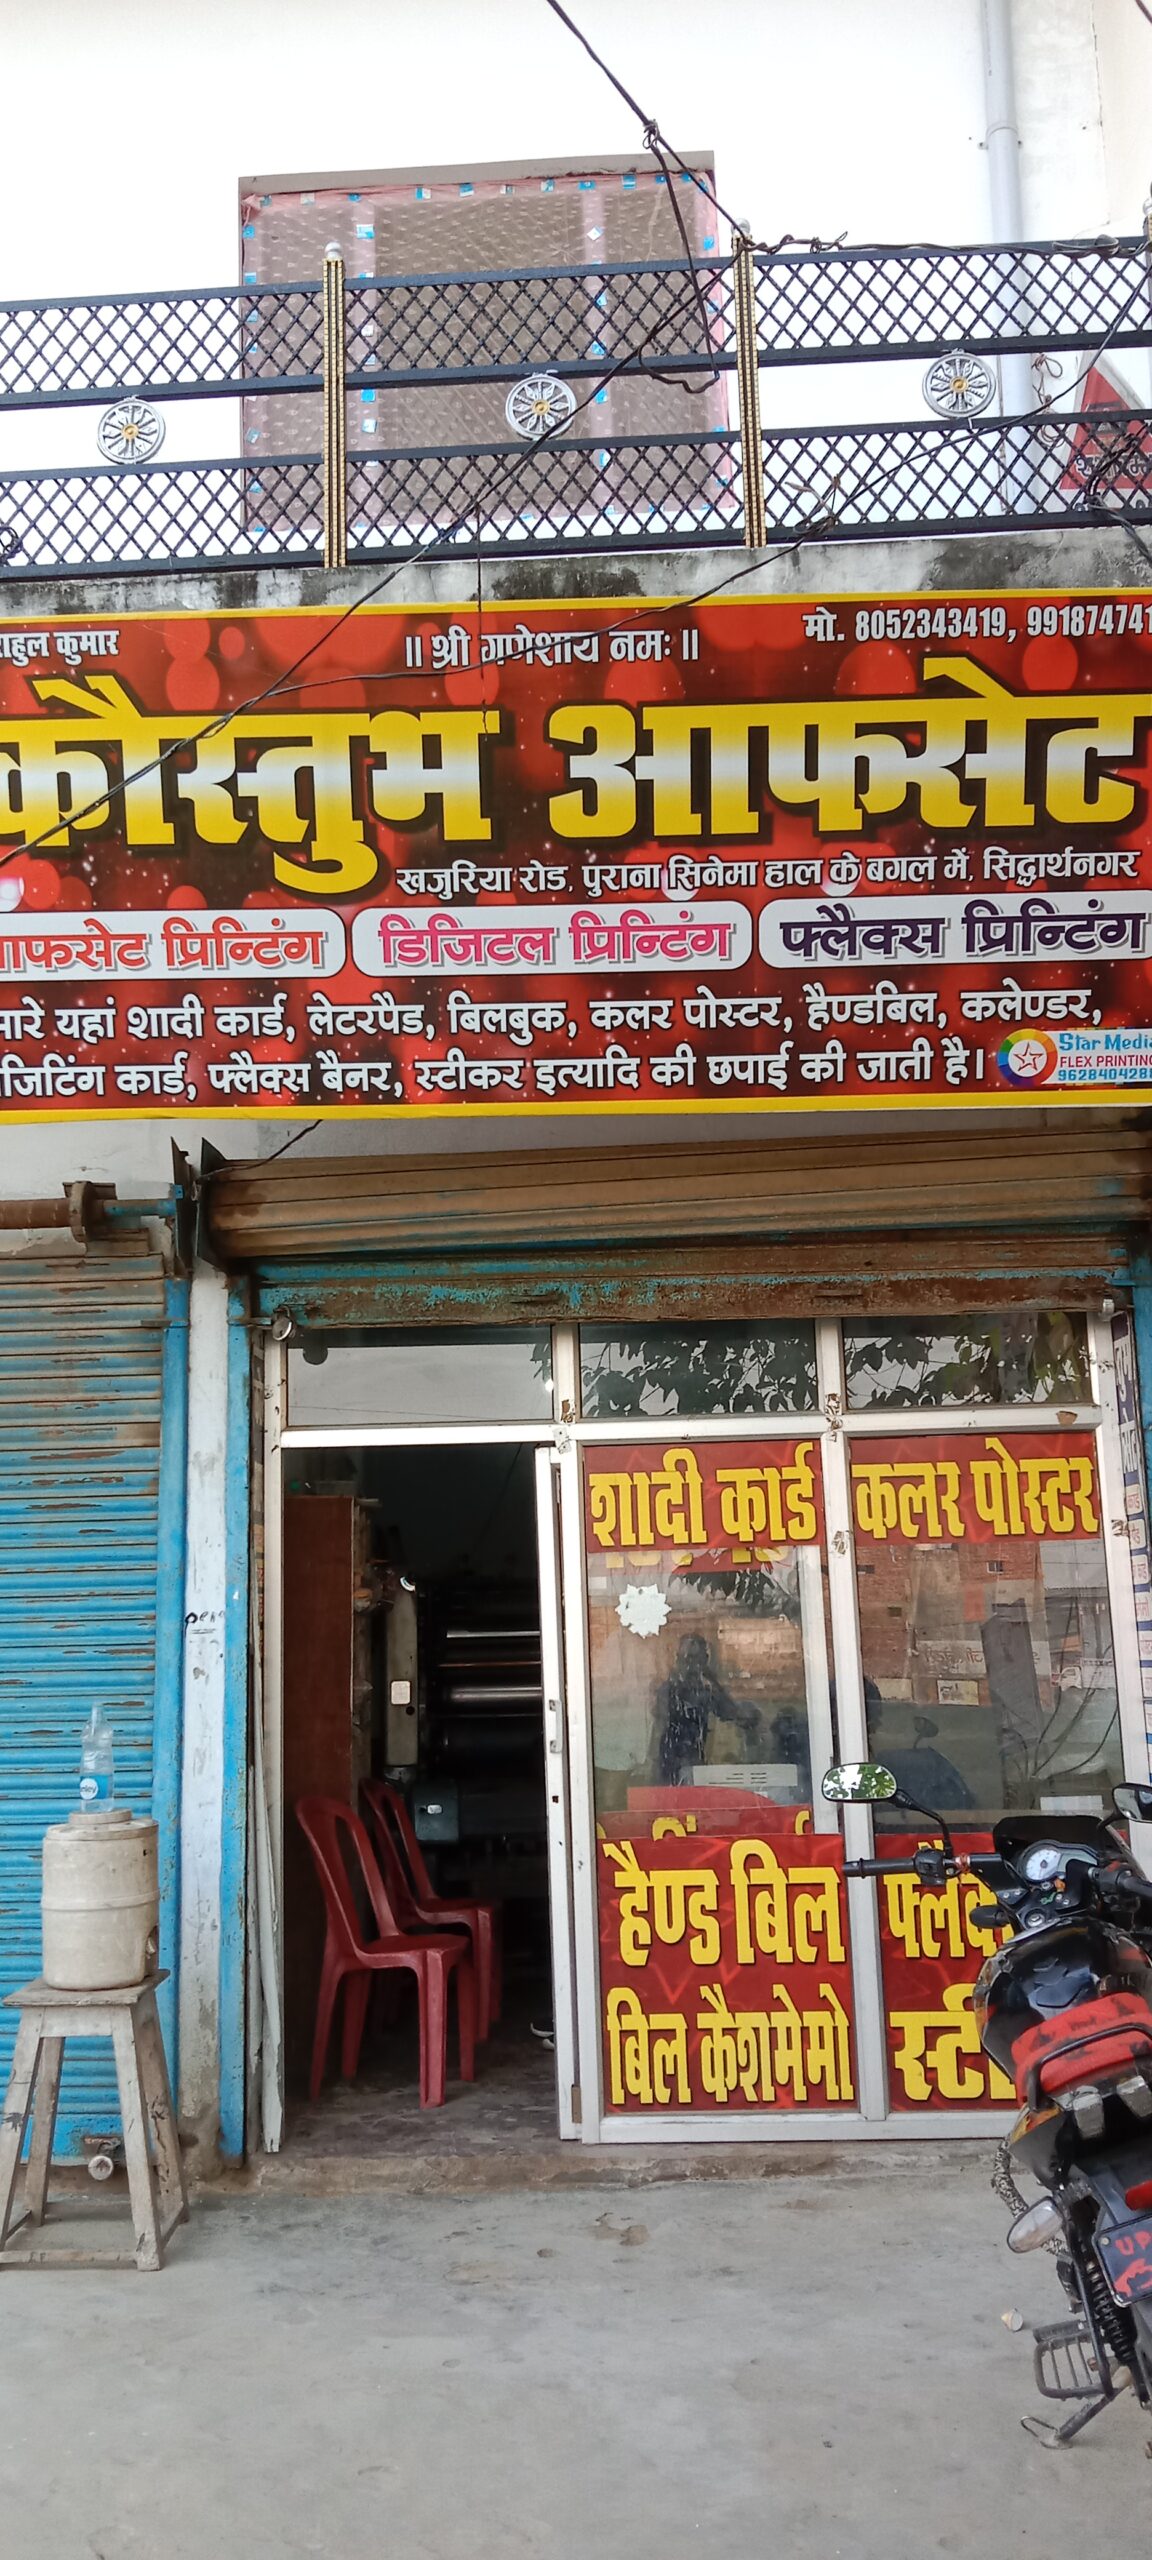 राहुल कुमार
॥ श्री गणेशाय नमः ॥
मो. 8052343419, 991874741
कौस्तुभ आफसेट
खजुरिया रोड, पुराना सिनेमा हाल के बगल में, सिद्धार्थनगर
आफसेट प्रिन्टिंग डिजिटल प्रिन्टिंग फ्लैक्स प्रिन्टिंग
मारे यहां शादी कार्ड, लेटरपैड, बिलबुक, कलर पोस्टर, हैण्डबिल, कलेण्डर,
जिटिंग कार्ड, फ्लैक्स बैनर, स्टीकर इत्यादि की छपाई की जाती है।
Star Media
FLEX PRINTING
9628404288
शादी कार्ड कलर पोस्टर
हैण्ड बिल फ्लैक्
बिल कैशमेमो स्टी
UP